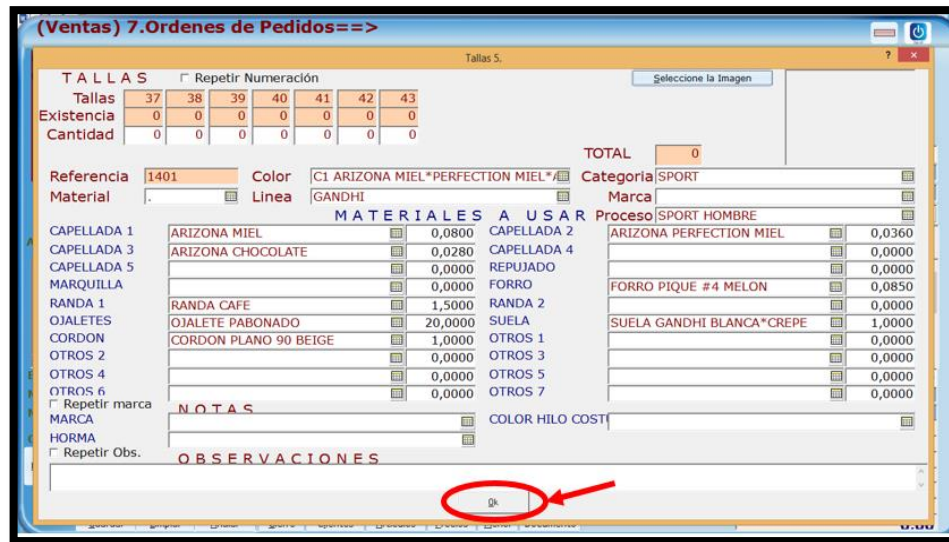 (Ventas) 7.Ordenes de Pedidos==>
Tallas 5.
? ×
TALLAS Repetir Numeración Seleccione la Imagen
Tallas 37 38 39 40 41 42 43
Existencia 0 0 0 0 0 0 0
Cantidad 0 0 0 0 0 0 0
TOTAL 0
Referencia 1401 Color C1 ARIZONA MIEL*PERFECTION MIEL*A Categoria SPORT
Material . Linea GANDHI Marca
MATERIALES A USAR Proceso SPORT HOMBRE
CAPELLADA 1 ARIZONA MIEL 0,0800 CAPELLADA 2 ARIZONA PERFECTION MIEL 0,0360
CAPELLADA 3 ARIZONA CHOCOLATE 0,0280 CAPELLADA 4 0,0000
CAPELLADA 5 0,0000 REPUJADO 0,0000
MARQUILLA 0,0000 FORRO FORRO PIQUE #4 MELON 0,0850
RANDA 1 RANDA CAFE 1,5000 RANDA 2 0,0000
OJALETES OJALETE PABONADO 20,0000 SUELA SUELA GANDHI BLANCA*CREPE 1,0000
CORDON CORDON PLANO 90 BEIGE 1,0000 OTROS 1 0,0000
OTROS 2 0,0000 OTROS 3 0,0000
OTROS 4 0,0000 OTROS 5 0,0000
OTROS 6 0,0000 OTROS 7 0,0000
Repetir marca NOTAS
MARCA COLOR HILO COSTU
HORMA
Repetir Obs. OBSERVACIONES
Ok
0.00